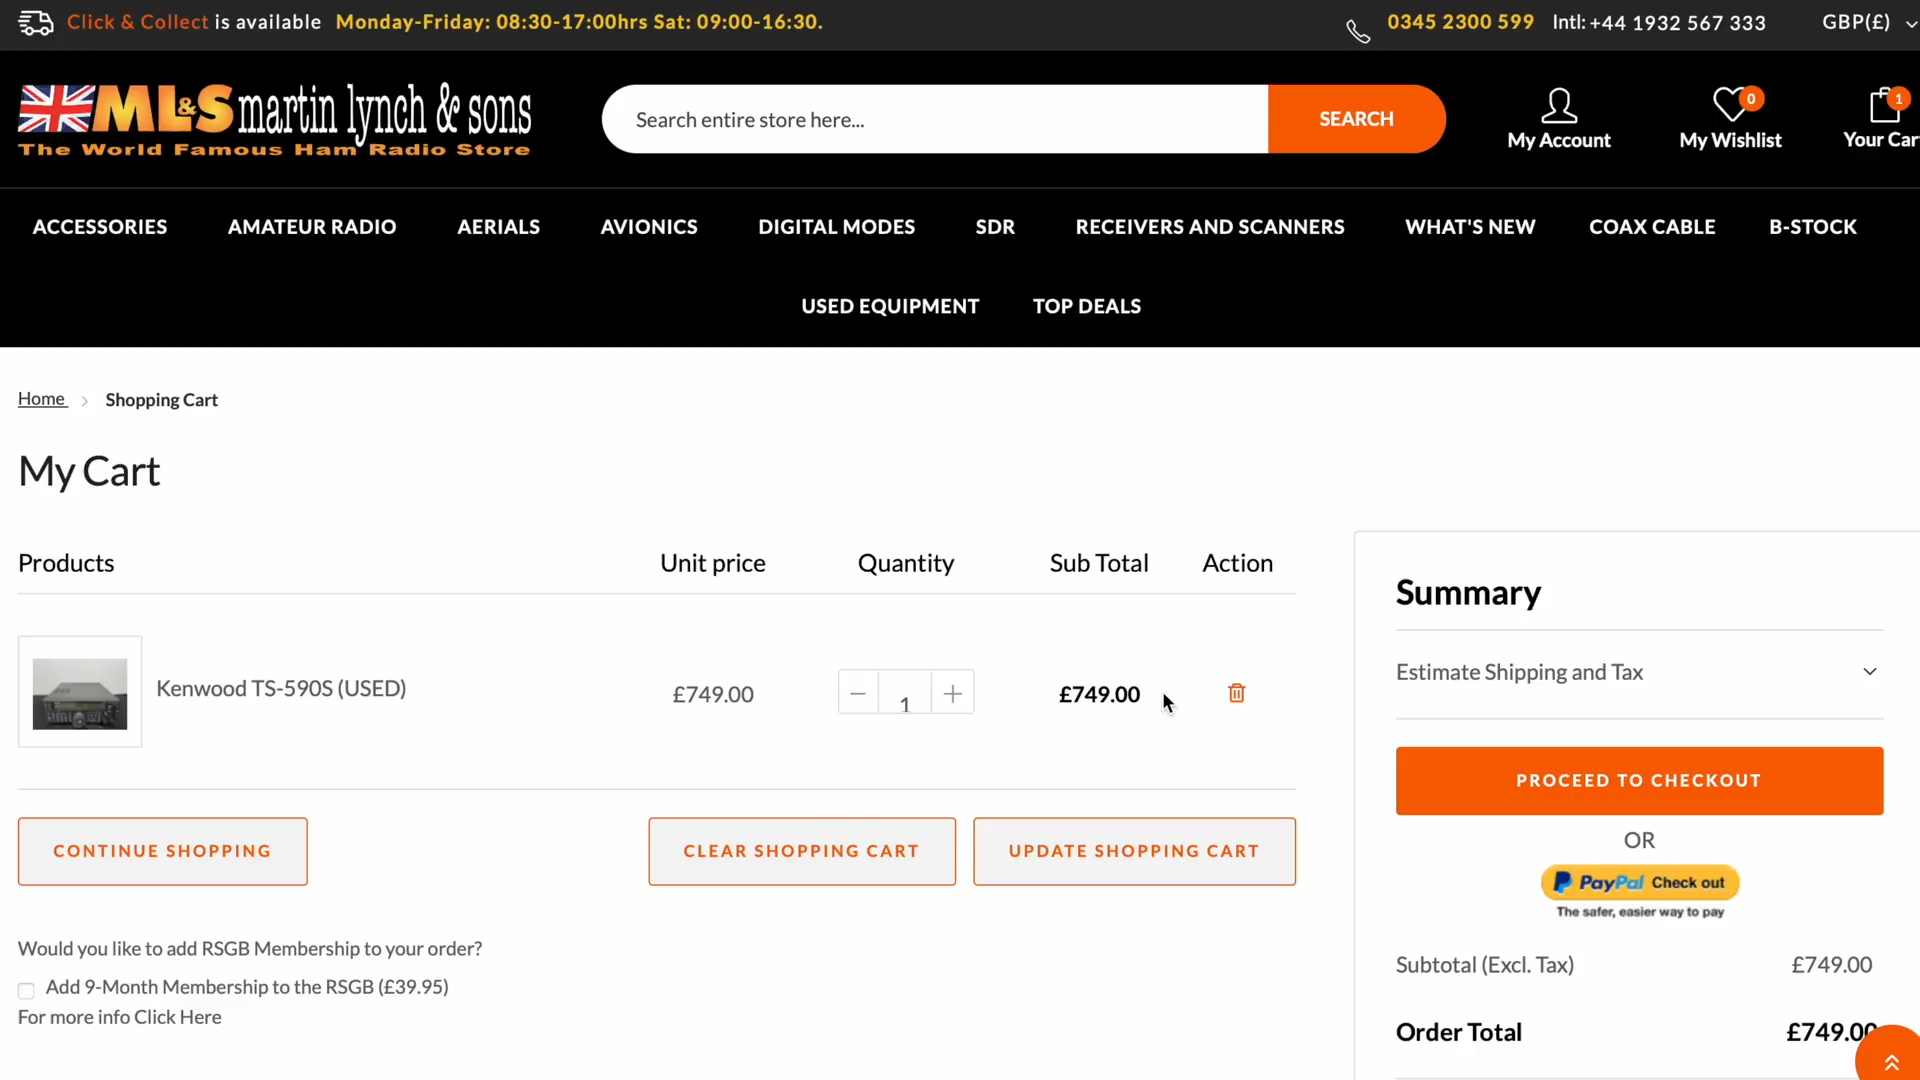 Click & Collect is available Monday-Friday: 08:30-17:00hrs Sat: 09:00-16:30.
0345 2300 599 Intl: +44 1932 567 333 GBP(£)
ML&S martin lynch & sons
The World Famous Ham Radio Store
Search entire store here...
SEARCH
My Account
0
My Wishlist
1
Your Car
ACCESSORIES AMATEUR RADIO AERIALS AVIONICS DIGITAL MODES SDR RECEIVERS AND SCANNERS WHAT'S NEW COAX CABLE B-STOCK
USED EQUIPMENT TOP DEALS
Home > Shopping Cart
My Cart
Products Unit price Quantity Sub Total Action
Kenwood TS-590S (USED) £749.00 − 1 + £749.00
CONTINUE SHOPPING CLEAR SHOPPING CART UPDATE SHOPPING CART
Would you like to add RSGB Membership to your order?
Add 9-Month Membership to the RSGB (£39.95)
For more info Click Here
Summary
Estimate Shipping and Tax
PROCEED TO CHECKOUT
OR
PayPal Check out
The safer, easier way to pay
Subtotal (Excl. Tax) £749.00
Order Total £749.00